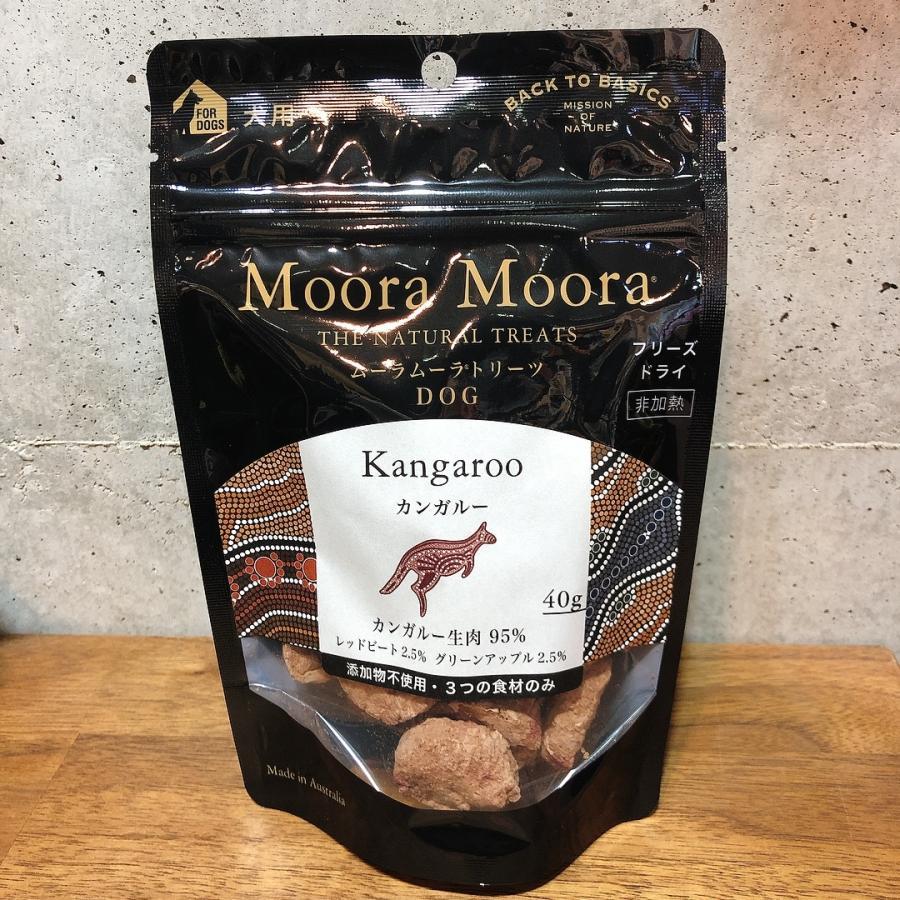 FOR
DOGS
犬用
BACK TO BASICS®
MISSION
OF
NATURE
Moora Moora®
THE NATURAL TREATS
ムーラムーラトリーツ
DOG
フリーズ
ドライ
非加熱
Kangaroo
カンガルー
40g
カンガルー生肉 95%
レッドビート 2.5% グリーンアップル 2.5%
添加物不使用・3つの食材のみ
Made in Australia